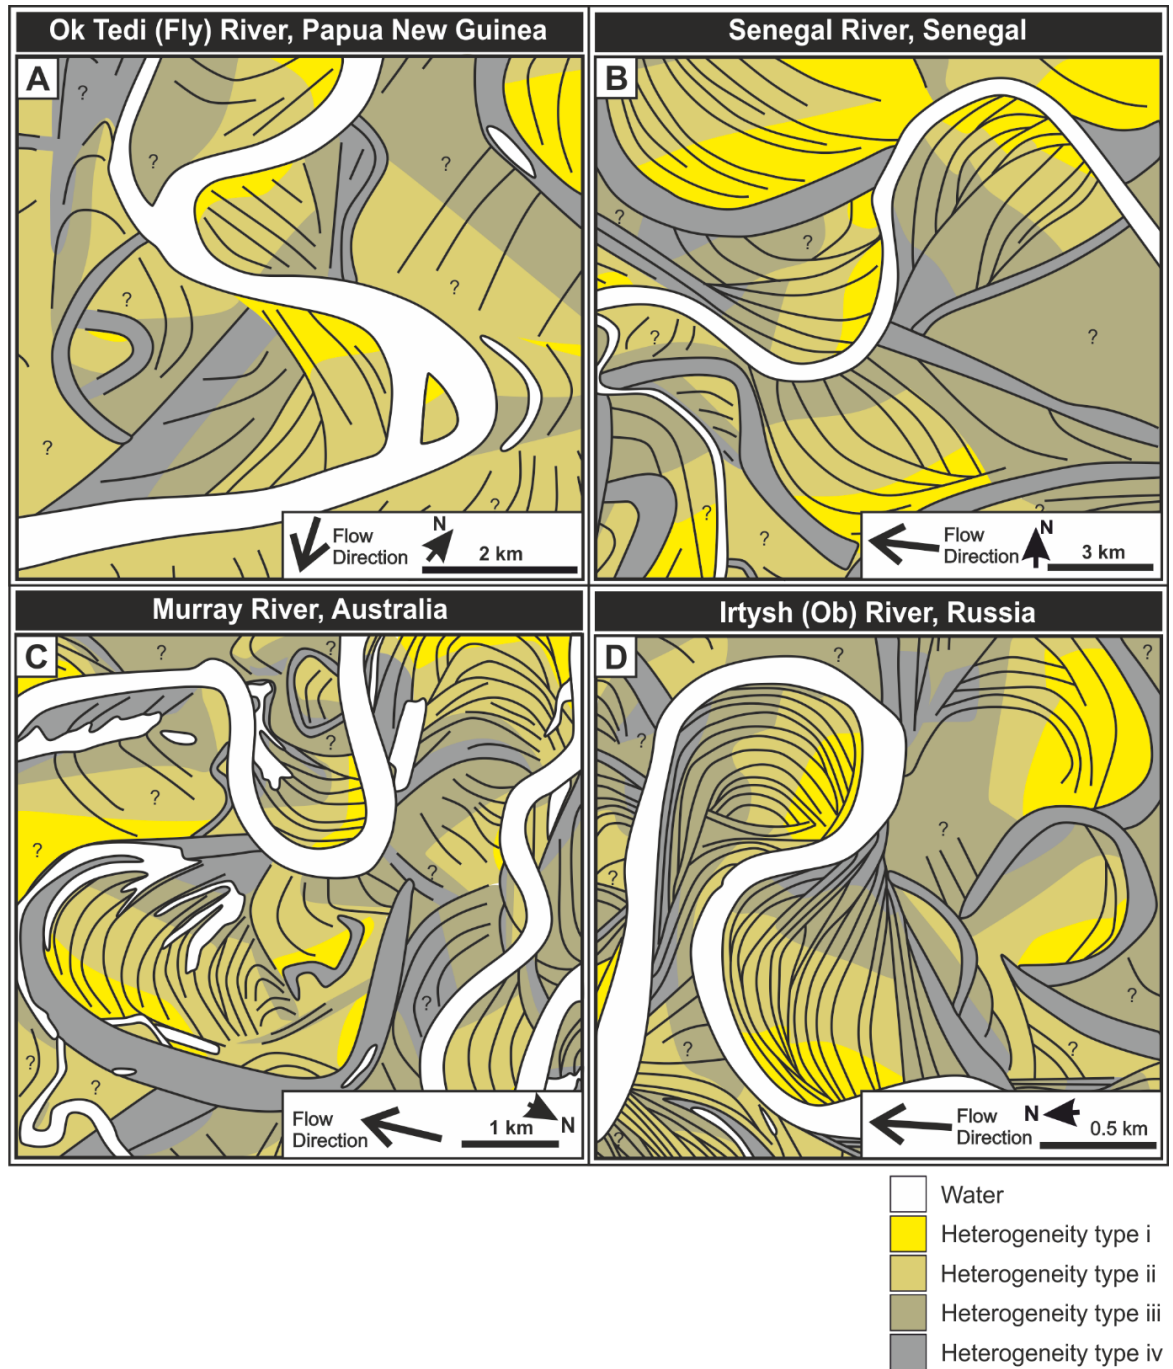 Ok Tedi (Fly) River, Papua New Guinea
A
?
?
?
?
?
?
?
?
Flow
Direction
N
2 km
Senegal River, Senegal
B
?
?
?
?
?
?
Flow
Direction
N
3 km
Murray River, Australia
C
?
?
?
?
?
?
?
?
?
Flow
Direction
1 km
N
Irtysh (Ob) River, Russia
D
?
?
?
?
?
?
?
Flow
Direction
N
0.5 km
Water
Heterogeneity type i
Heterogeneity type ii
Heterogeneity type iii
Heterogeneity type iv